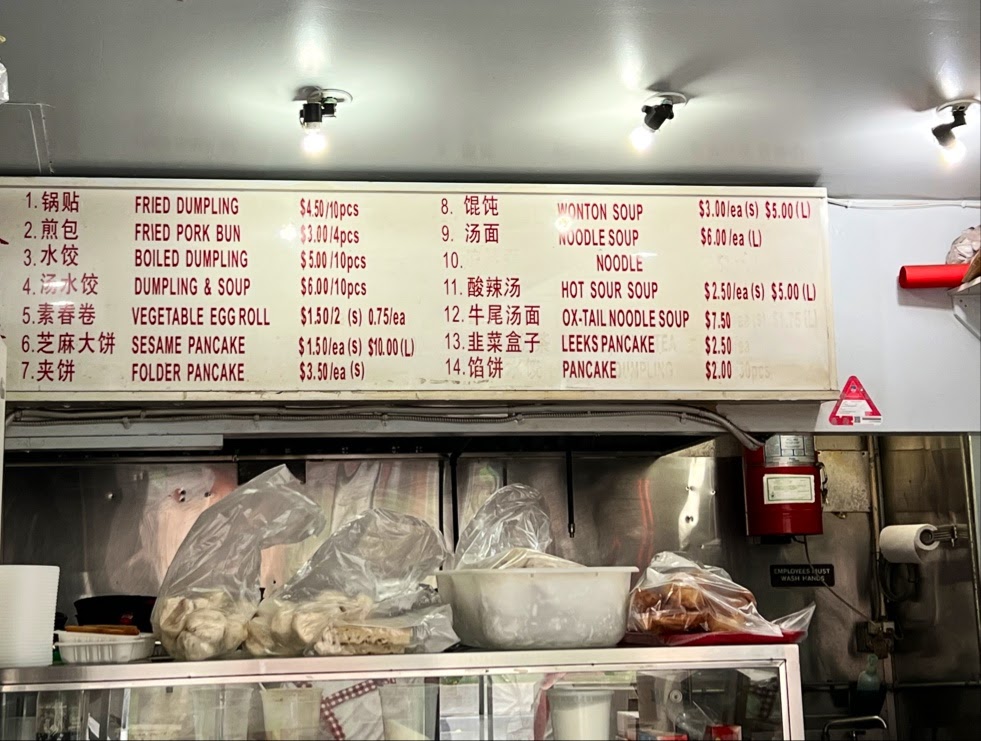 1. 锅贴 FRIED DUMPLING $4.50/10pcs
2. 煎包 FRIED PORK BUN $3.00/4pcs
3. 水饺 BOILED DUMPLING $5.00/10pcs
4. 汤水饺 DUMPLING & SOUP $6.00/10pcs
5. 素春卷 VEGETABLE EGG ROLL $1.50/2 (s) 0.75/ea
6. 芝麻大饼 SESAME PANCAKE $1.50/ea (s) $10.00 (L)
7. 夹饼 FOLDER PANCAKE $3.50/ea (s)
8. 馄饨 WONTON SOUP $3.00/ea (s) $5.00 (L)
9. 汤面 NOODLE SOUP $6.00/ea (L)
10. NOODLE
11. 酸辣汤 HOT SOUR SOUP $2.50/ea (s) $5.00 (L)
12. 牛尾汤面 OX-TAIL NOODLE SOUP $7.50
13. 韭菜盒子 LEEKS PANCAKE $2.50
14. 馅饼 PANCAKE $2.00
EMPLOYEES MUST
WASH HANDS